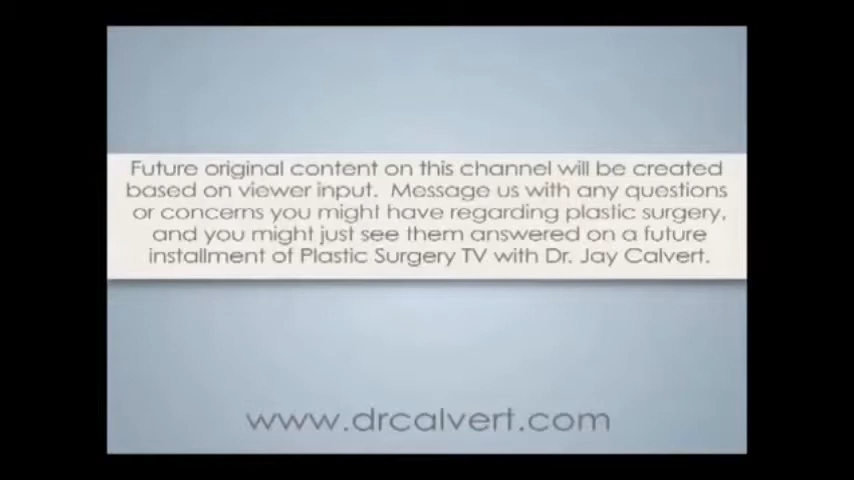 Future original content on this channel will be created
based on viewer input. Message us with any questions
or concerns you might have regarding plastic surgery,
and you might just see them answered on a future
installment of Plastic Surgery TV with Dr. Jay Calvert.
www.drcalvert.com